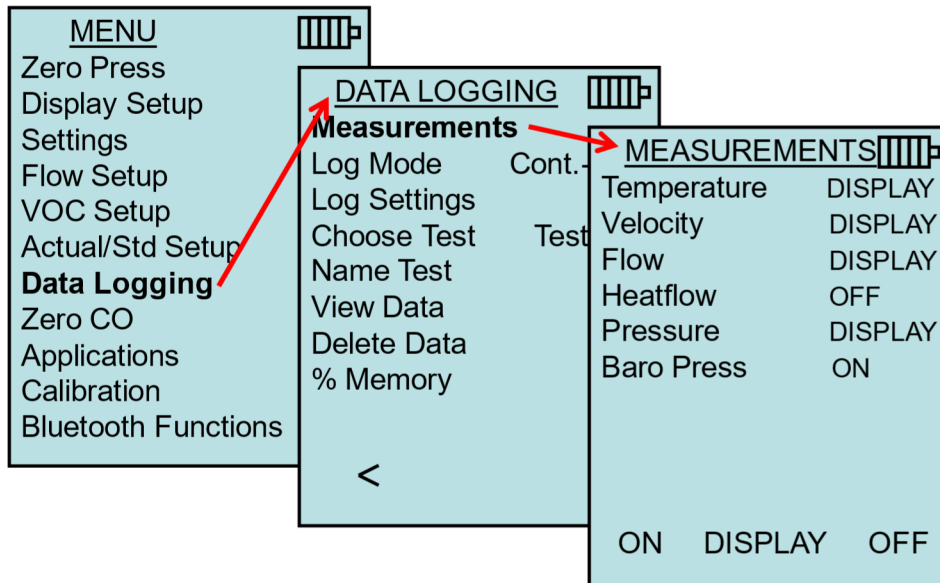 MENU
Zero Press
Display Setup
Settings
Flow Setup
VOC Setup
Actual/Std Setup
Data Logging
Zero CO
Applications
Calibration
Bluetooth Functions
DATA LOGGING
Measurements
Log Mode Cont.-
Log Settings
Choose Test Test
Name Test
View Data
Delete Data
% Memory
<
MEASUREMENTS
Temperature DISPLAY
Velocity DISPLAY
Flow DISPLAY
Heatflow OFF
Pressure DISPLAY
Baro Press ON
ON DISPLAY OFF